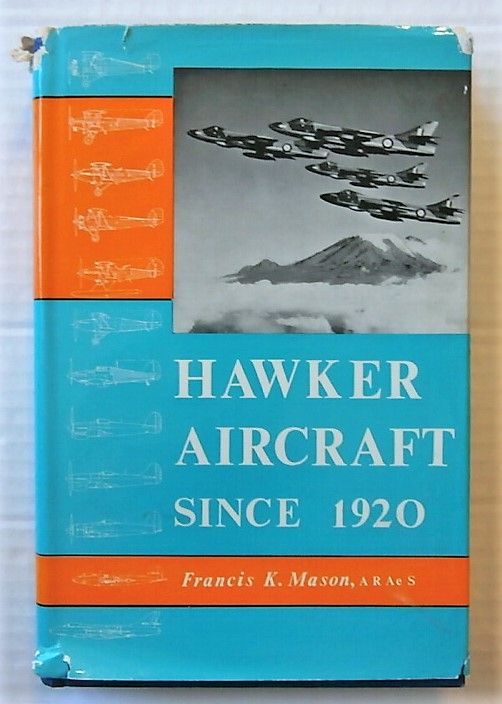 HAWKER
AIRCRAFT
SINCE 1920
Francis K. Mason, A R Ae S